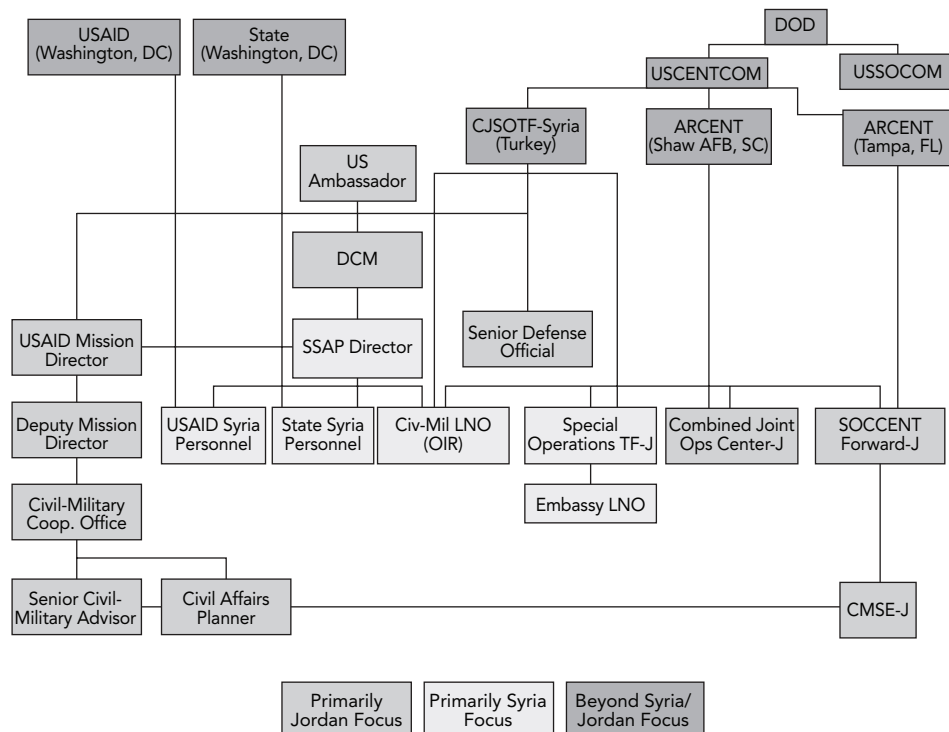 USAID
(Washington, DC)
State
(Washington, DC)
DOD
USCENTCOM
USSOCOM
CJSOTF-Syria
(Turkey)
ARCENT
(Shaw AFB, SC)
ARCENT
(Tampa, FL)
US
Ambassador
DCM
USAID Mission
Director
SSAP Director
Senior Defense
Official
Deputy Mission
Director
USAID Syria
Personnel
State Syria
Personnel
Civ-Mil LNO
(OIR)
Special
Operations TF-J
Combined Joint
Ops Center-J
SOCCENT
Forward-J
Civil-Military
Coop. Office
Embassy LNO
Senior Civil-
Military Advisor
Civil Affairs
Planner
CMSE-J
Primarily
Jordan Focus
Primarily Syria
Focus
Beyond Syria/
Jordan Focus